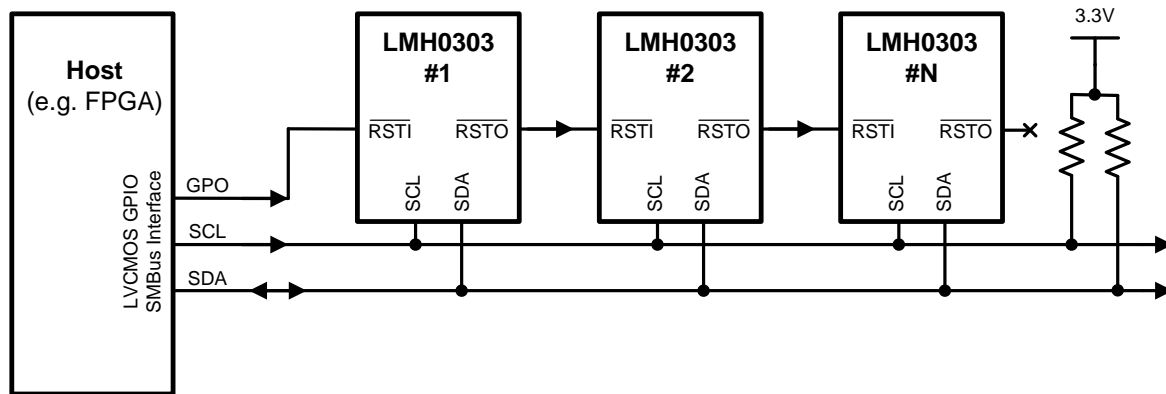 Host
(e.g. FPGA)
LVCMOS GPIO
SMBus Interface
GPO
SCL
SDA
LMH0303
#1
RSTI
RSTO
SCL
SDA
LMH0303
#2
RSTI
RSTO
SCL
SDA
LMH0303
#N
RSTI
RSTO
SCL
SDA
3.3V